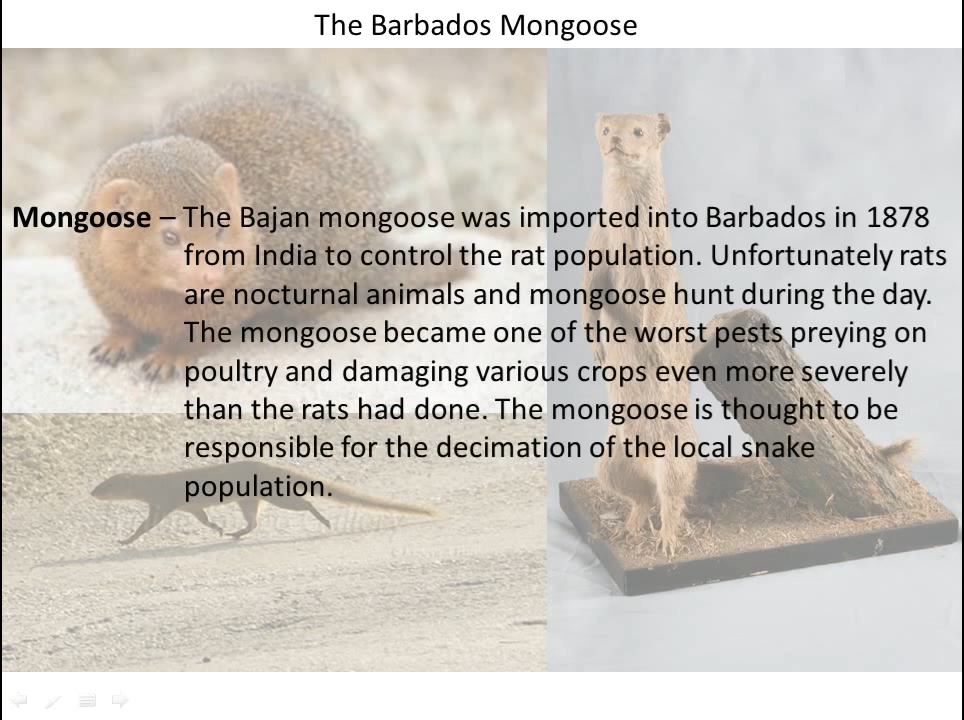 The Barbados Mongoose
Mongoose – The Bajan mongoose was imported into Barbados in 1878
from India to control the rat population. Unfortunately rats
are nocturnal animals and mongoose hunt during the day.
The mongoose became one of the worst pests preying on
poultry and damaging various crops even more severely
than the rats had done. The mongoose is thought to be
responsible for the decimation of the local snake
population.